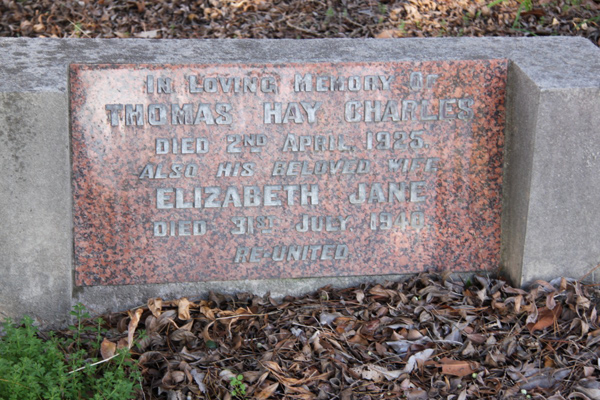 IN LOVING MEMORY OF
THOMAS HAY CHARLES
DIED 2ND APRIL, 1925.
ALSO HIS BELOVED WIFE
ELIZABETH JANE
DIED 31ST JULY,
RE-UNITED.